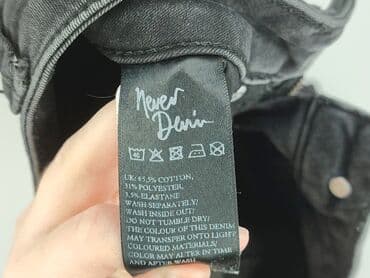 Never
Denim
40
UK: 65,5% COTTON,
31% POLYESTER,
3,5% ELASTANE
WASH SEPARATELY/
WASH INSIDE OUT/
DO NOT TUMBLE DRY/
THE COLOUR OF THIS DENIM
MAY TRANSFER ONTO LIGHT
COLOURED MATERIALS/
COLOR MAY ALTER IN TIME
AND AFTER WASH